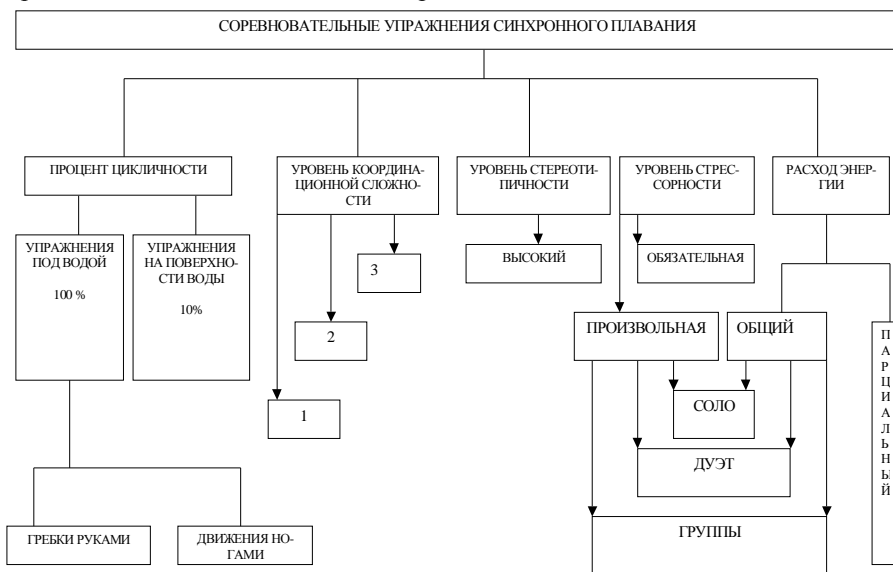 СОРЕВНОВАТЕЛЬНЫЕ УПРАЖНЕНИЯ СИНХРОННОГО ПЛАВАНИЯ
ПРОЦЕНТ ЦИКЛИЧНОСТИ
УРОВЕНЬ КООРДИНА-
ЦИОННОЙ СЛОЖНО-
СТИ
УРОВЕНЬ СТЕРЕОТИ-
ПИЧНОСТИ
УРОВЕНЬ СТРЕС-
СОРНОСТИ
РАСХОД ЭНЕР-
ГИИ
УПРАЖНЕНИЯ
ПОД ВОДОЙ
100 %
УПРАЖНЕНИЯ
НА ПОВЕРХНО-
СТИ ВОДЫ
10%
3
2
1
ВЫСОКИЙ
ОБЯЗАТЕЛЬНАЯ
ПРОИЗВОЛЬНАЯ
ОБЩИЙ
П
А
Р
Ц
И
А
Л
Ь
Н
Ы
Й
СОЛО
ДУЭТ
ГРУППЫ
ГРЕБКИ РУКАМИ
ДВИЖЕНИЯ НО-
ГАМИ